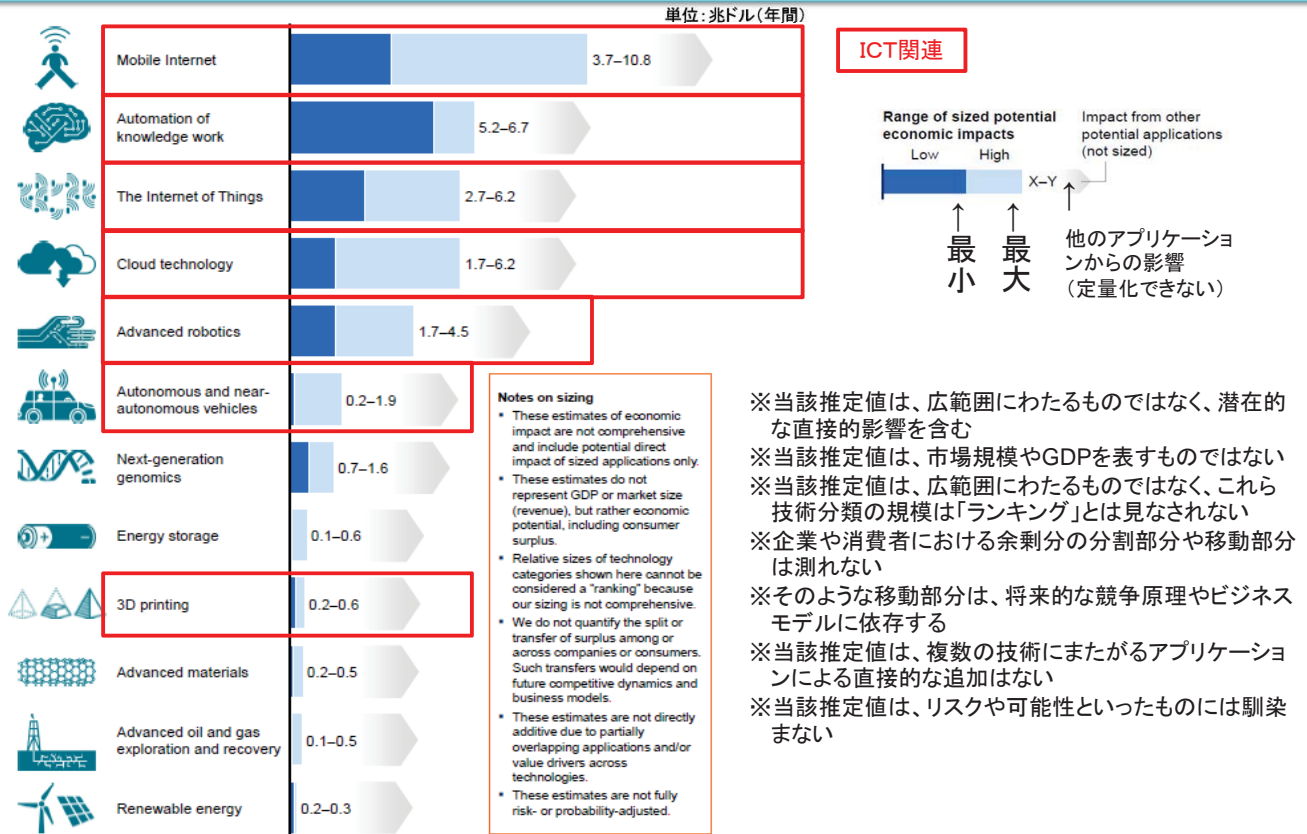 単位：兆ドル（年間）
Mobile Internet
3.7–10.8
Automation of
knowledge work
5.2–6.7
The Internet of Things
2.7–6.2
Cloud technology
1.7–6.2
Advanced robotics
1.7–4.5
Autonomous and near-
autonomous vehicles
0.2–1.9
Next-generation
genomics
0.7–1.6
Energy storage
0.1–0.6
3D printing
0.2–0.6
Advanced materials
0.2–0.5
Advanced oil and gas
exploration and recovery
0.1–0.5
Renewable energy
0.2–0.3
Notes on sizing
▪ These estimates of economic
impact are not comprehensive
and include potential direct
impact of sized applications only.
▪ These estimates do not
represent GDP or market size
(revenue), but rather economic
potential, including consumer
surplus.
▪ Relative sizes of technology
categories shown here cannot be
considered a "ranking" because
our sizing is not comprehensive.
▪ We do not quantify the split or
transfer of surplus among or
across companies or consumers.
Such transfers would depend on
future competitive dynamics and
business models.
▪ These estimates are not directly
additive due to partially
overlapping applications and/or
value drivers across
technologies.
▪ These estimates are not fully
risk- or probability-adjusted.
ICT関連
Range of sized potential
economic impacts
Low High
X–Y
Impact from other
potential applications
(not sized)
↑
最小
↑
最大
↑
他のアプリケーショ
ンからの影響
（定量化できない）
※当該推定値は、広範囲にわたるものではなく、潜在的
な直接的影響を含む
※当該推定値は、市場規模やGDPを表すものではない
※当該推定値は、広範囲にわたるものではなく、これら
技術分類の規模は「ランキング」とは見なされない
※企業や消費者における余剰分の分割部分や移動部分
は測れない
※そのような移動部分は、将来的な競争原理やビジネス
モデルに依存する
※当該推定値は、複数の技術にまたがるアプリケーショ
ンによる直接的な追加はない
※当該推定値は、リスクや可能性といったものには馴染
まない